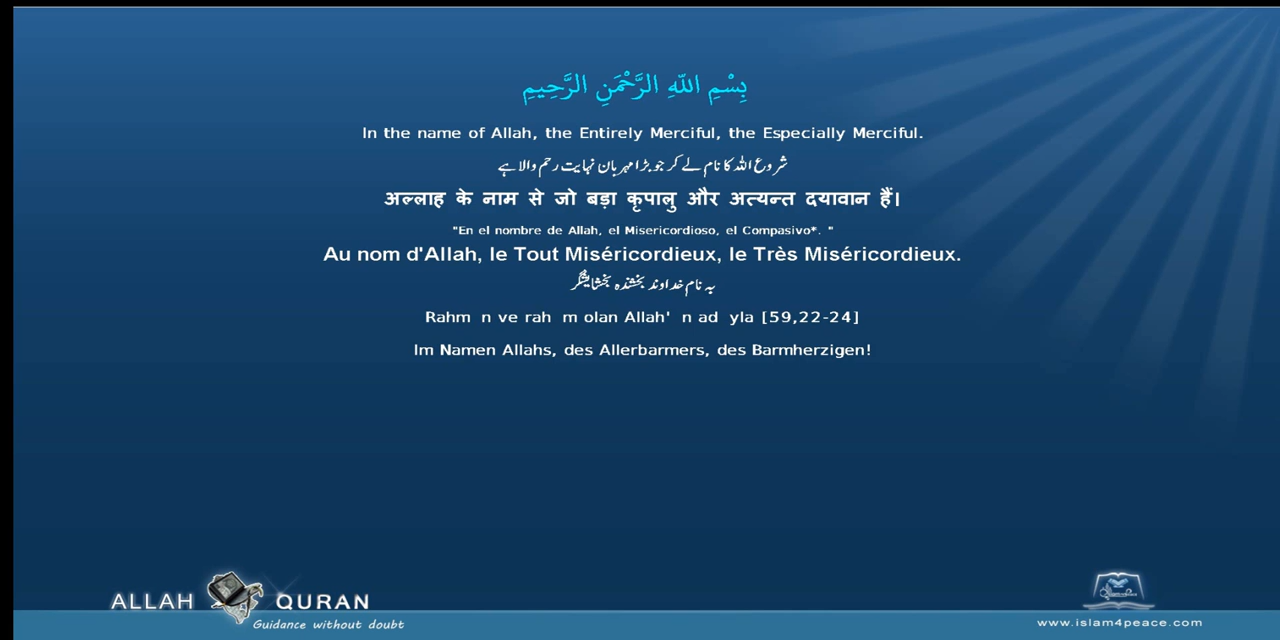 بِسْمِ اللَّهِ الرَّحْمَنِ الرَّحِيمِ
In the name of Allah, the Entirely Merciful, the Especially Merciful.
شروع الله کا نام لے کر جو بڑا مہربان نہایت رحم والا ہے
अल्लाह के नाम से जो बड़ा कृपालु और अत्यन्त दयावान हैं।
"En el nombre de Allah, el Misericordioso, el Compasivo*. "
Au nom d'Allah, le Tout Miséricordieux, le Très Miséricordieux.
به نام خداوند بخشنده بخشایشگر
Rahm n ve rah m olan Allah' n ad yla [59,22-24]
Im Namen Allahs, des Allerbarmers, des Barmherzigen!
ALLAH QURAN
Guidance without doubt
www.islam4peace.com